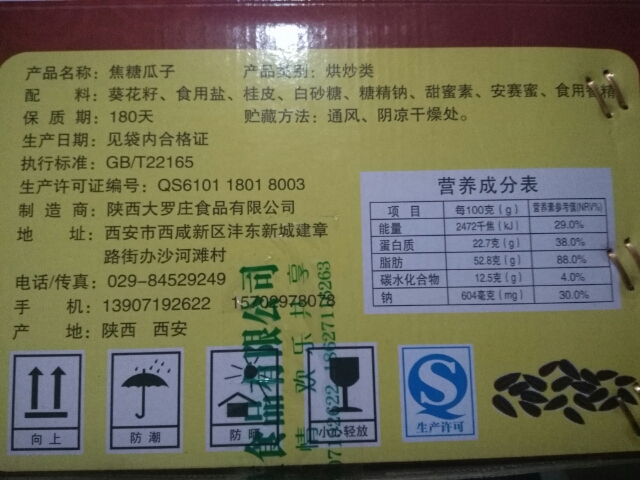 产品名称：焦糖瓜子 产品类别：烘炒类
配 料：葵花籽、食用盐、桂皮、白砂糖、糖精钠、甜蜜素、安赛蜜、食用香精
保 质 期：180天 贮藏方法：通风、阴凉干燥处。
生产日期：见袋内合格证
执行标准：GB/T22165
生产许可证编号：QS6101 1801 8003
制 造 商：陕西大罗庄食品有限公司
地 址：西安市西咸新区沣东新城建章
路街办沙河滩村
电话/传真：029-84529249
手 机：13907192622 15702978078
产 地：陕西 西安
营养成分表
项 目 每100克（g） 营养素参考值(NRV%)
能量 2472千焦（kJ） 29.0%
蛋白质 22.7克（g） 38.0%
脂肪 52.8克（g） 88.0%
碳水化合物 12.5克（g） 4.0%
钠 604毫克（mg） 30.0%
向上
防潮
防晒
小心轻放
生产许可
食品有限公司
情 欢乐共享